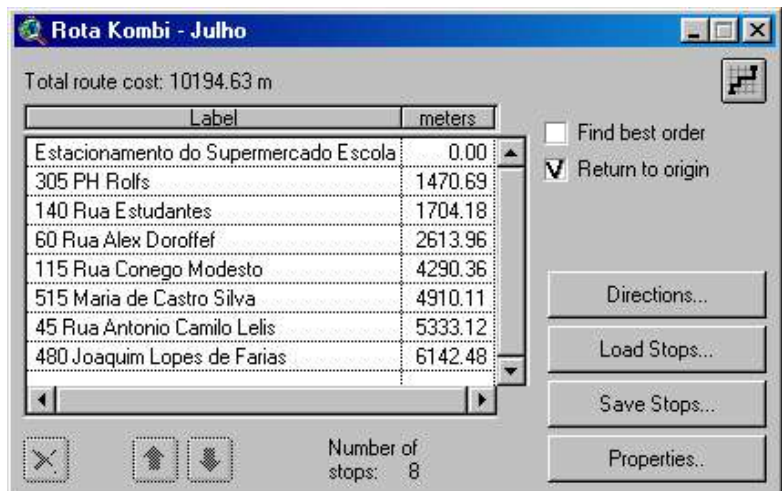 Rota Kombi - Julho
Total route cost: 10194.63 m
Label meters
Estacionamento do Supermercado Escola 0.00
305 PH Rolfs 1470.69
140 Rua Estudantes 1704.18
60 Rua Alex Doroffef 2613.96
115 Rua Conego Modesto 4290.36
515 Maria de Castro Silva 4910.11
45 Rua Antonio Camilo Lelis 5333.12
480 Joaquim Lopes de Farias 6142.48
Find best order
Return to origin
Directions...
Load Stops...
Save Stops...
Properties..
Number of
stops: 8